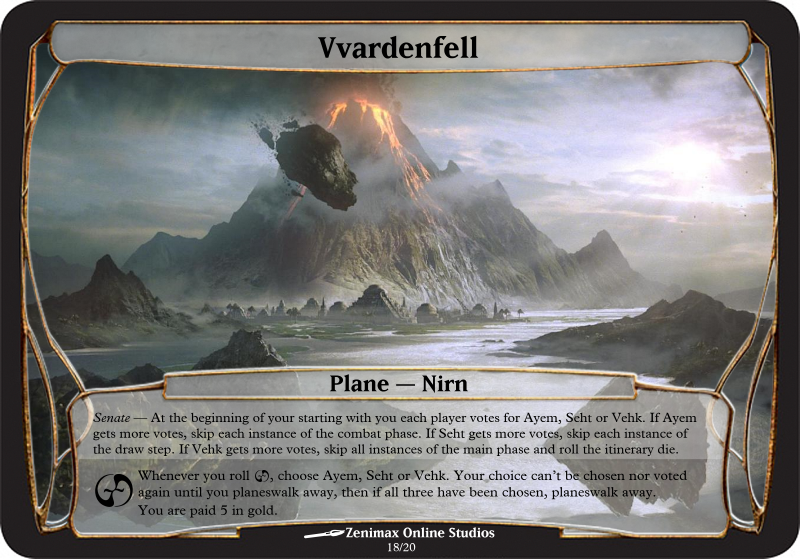 Vvardenfell
Plane — Nirn
Senate — At the beginning of your starting with you each player votes for Ayem, Seht or Vehk. If Ayem
gets more votes, skip each instance of the combat phase. If Seht gets more votes, skip each instance of
the draw step. If Vehk gets more votes, skip all instances of the main phase and roll the itinerary die.
Whenever you roll , choose Ayem, Seht or Vehk. Your choice can't be chosen nor voted
again until you planeswalk away, then if all three have been chosen, planeswalk away.
You are paid 5 in gold.
Zenimax Online Studios
18/20